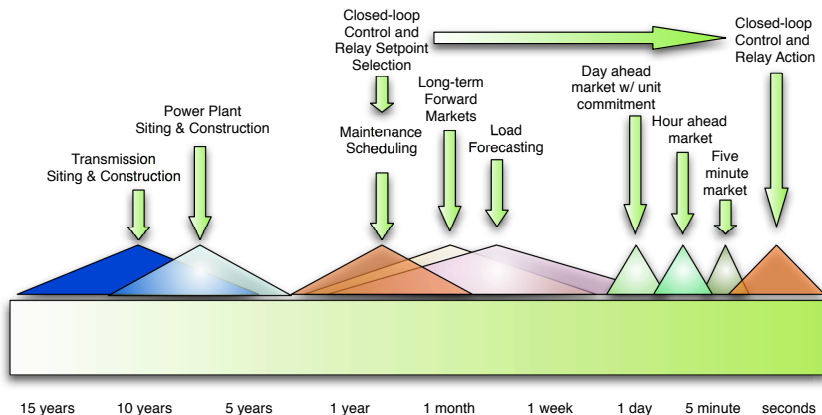 Closed-loop
Control and
Relay Setpoint
Selection
Closed-loop
Control and
Relay Action
Long-term
Forward
Markets
Day ahead
market w/ unit
commitment
Power Plant
Siting & Construction
Maintenance
Scheduling
Load
Forecasting
Hour ahead
market
Five
minute
market
Transmission
Siting & Construction
15 years
10 years
5 years
1 year
1 month
1 week
1 day
5 minute
seconds